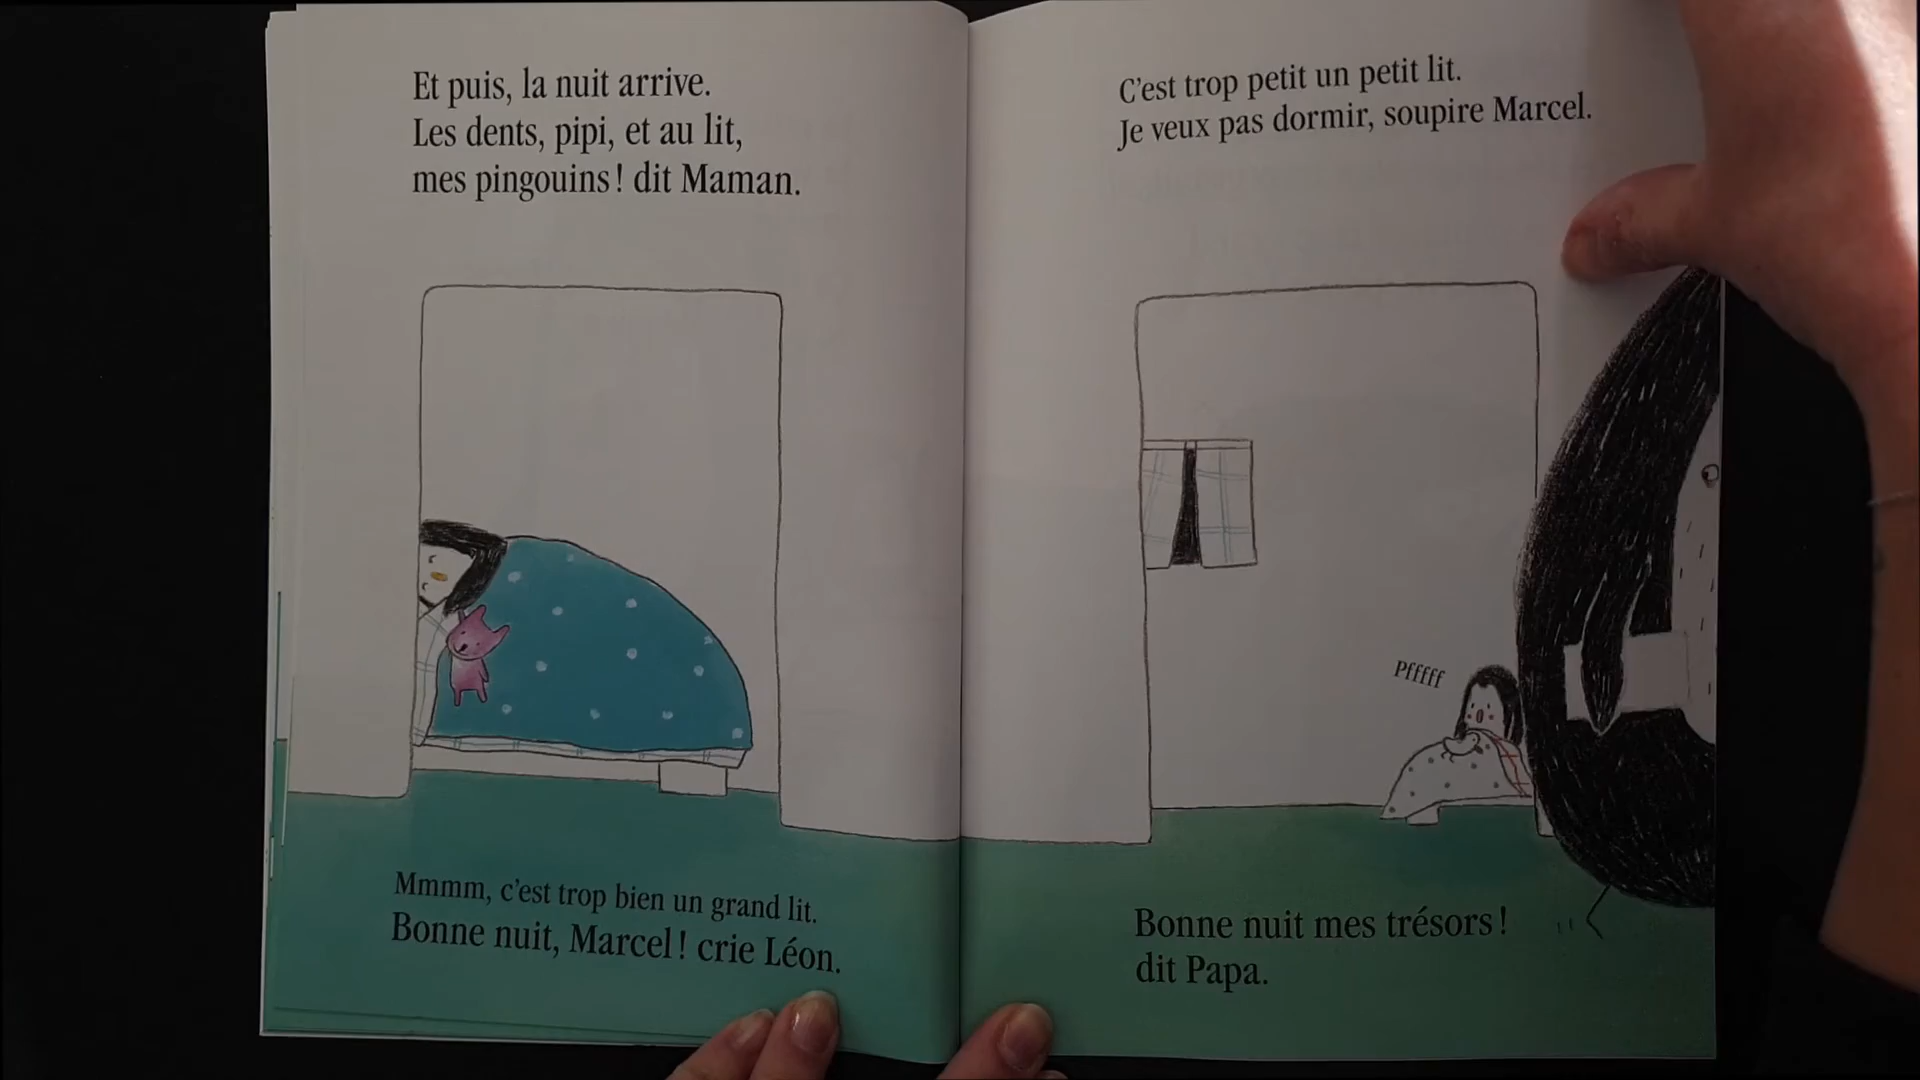 Et puis, la nuit arrive.
Les dents, pipi, et au lit,
mes pingouins ! dit Maman.
Mmmm, c'est trop bien un grand lit.
Bonne nuit, Marcel ! crie Léon.
C'est trop petit un petit lit.
Je veux pas dormir, soupire Marcel.
Pfffff
Bonne nuit mes trésors !
dit Papa.